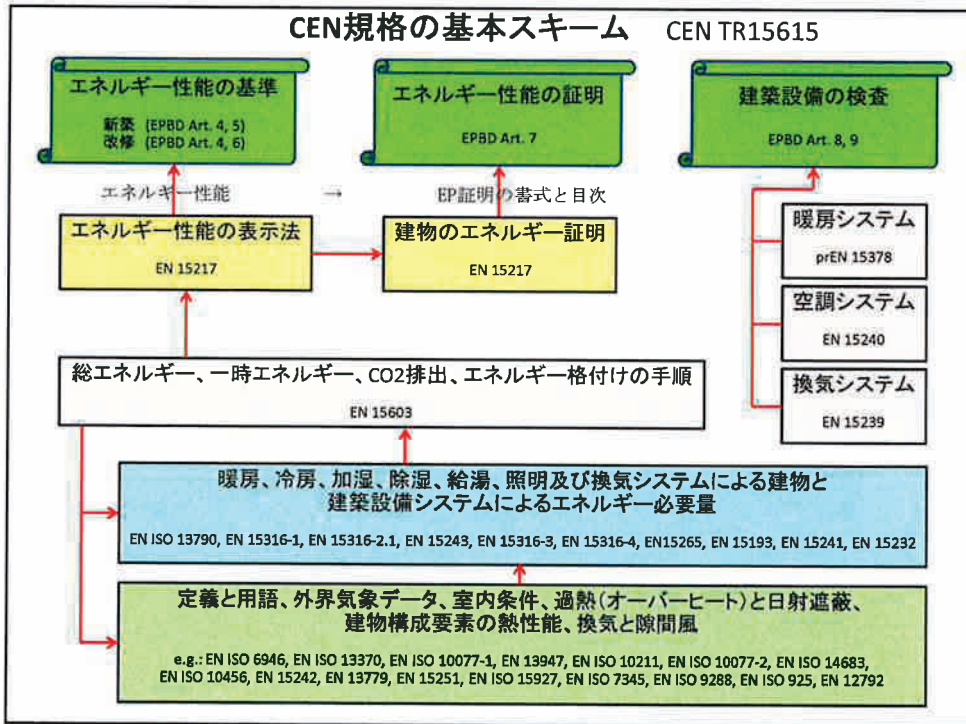 CEN規格の基本スキーム CEN TR15615
エネルギー性能の基準
新築 (EPBD Art. 4, 5)
改修 (EPBD Art. 4, 6)
エネルギー性能の証明
EPBD Art. 7
建築設備の検査
EPBD Art. 8, 9
エネルギー性能 → EP証明の書式と目次
エネルギー性能の表示法
EN 15217
建物のエネルギー証明
EN 15217
暖房システム
prEN 15378
空調システム
EN 15240
換気システム
EN 15239
総エネルギー、一時エネルギー、CO2排出、エネルギー格付けの手順
EN 15603
暖房、冷房、加湿、除湿、給湯、照明及び換気システムによる建物と
建築設備システムによるエネルギー必要量
EN ISO 13790, EN 15316-1, EN 15316-2.1, EN 15243, EN 15316-3, EN 15316-4, EN15265, EN 15193, EN 15241, EN 15232
定義と用語、外界気象データ、室内条件、過熱(オーバーヒート)と日射遮蔽、
建物構成要素の熱性能、換気と隙間風
e.g.: EN ISO 6946, EN ISO 13370, EN ISO 10077-1, EN 13947, EN ISO 10211, EN ISO 10077-2, EN ISO 14683,
EN ISO 10456, EN 15242, EN 13779, EN 15251, EN ISO 15927, EN ISO 7345, EN ISO 9288, EN ISO 925, EN 12792